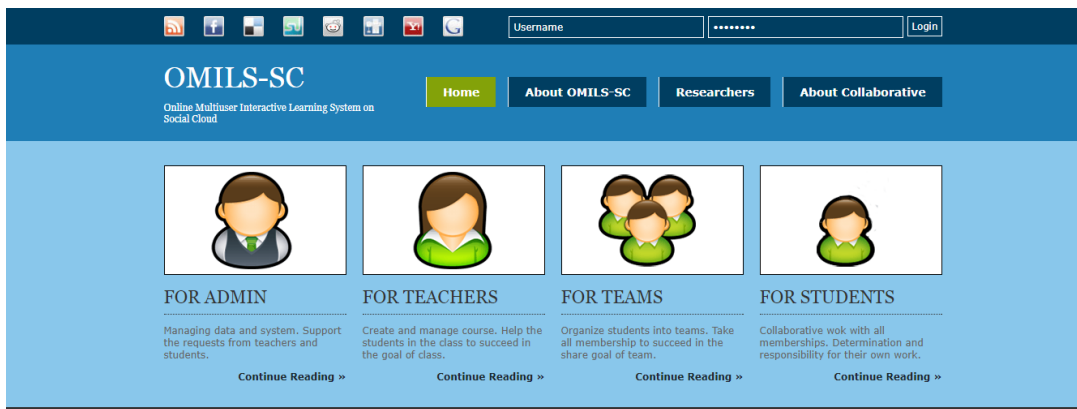 Username
••••••••
Login
OMILS-SC
Online Multiuser Interactive Learning System on
Social Cloud
Home
About OMILS-SC
Researchers
About Collaborative
FOR ADMIN
Managing data and system. Support
the requests from teachers and
students.
Continue Reading »
FOR TEACHERS
Create and manage course. Help the
students in the class to succeed in
the goal of class.
Continue Reading »
FOR TEAMS
Organize students into teams. Take
all membership to succeed in the
share goal of team.
Continue Reading »
FOR STUDENTS
Collaborative wok with all
memberships. Determination and
responsibility for their own work.
Continue Reading »